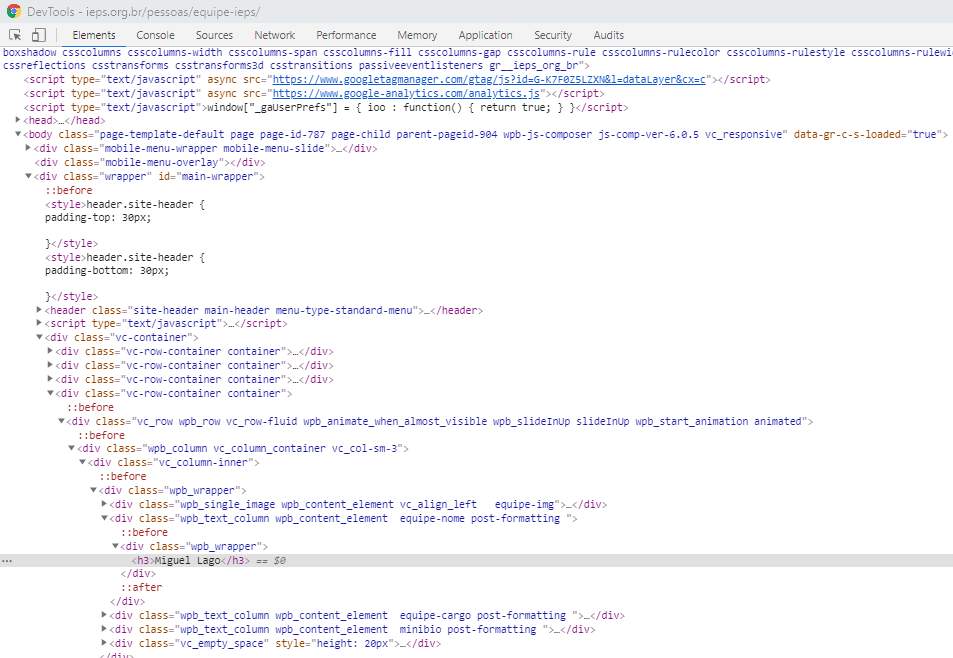 DevTools - ieps.org.br/pessoas/equipe-ieps/
Elements Console Sources Network Performance Memory Application Security Audits
boxshadow csscolumns csscolumns-width csscolumns-span csscolumns-fill csscolumns-gap csscolumns-rule csscolumns-rulecolor csscolumns-rulestyle csscolumns-rulewi
cssreflections csstransforms csstransforms3d csstransitions passiveeventlisteners gr__ieps_org_br">
<script type="text/javascript" async src="https://www.googletagmanager.com/gtag/js?id=G-K7F0Z5LZXN&l=dataLayer&cx=c"></script>
<script type="text/javascript" async src="https://www.google-analytics.com/analytics.js"></script>
<script type="text/javascript">window["_gaUserPrefs"] = { ioo : function() { return true; } }</script>
<head>…</head>
<body class="page-template-default page page-id-787 page-child parent-pageid-904 wpb-js-composer js-comp-ver-6.0.5 vc_responsive" data-gr-c-s-loaded="true">
<div class="mobile-menu-wrapper mobile-menu-slide">…</div>
<div class="mobile-menu-overlay"></div>
<div class="wrapper" id="main-wrapper">
::before
<style>header.site-header {
padding-top: 30px;
}</style>
<style>header.site-header {
padding-bottom: 30px;
}</style>
<header class="site-header main-header menu-type-standard-menu">…</header>
<script type="text/javascript">…</script>
<div class="vc-container">
<div class="vc-row-container container">…</div>
<div class="vc-row-container container">…</div>
<div class="vc-row-container container">…</div>
<div class="vc-row-container container">
::before
<div class="vc_row wpb_row vc_row-fluid wpb_animate_when_almost_visible wpb_slideInUp slideInUp wpb_start_animation animated">
::before
<div class="wpb_column vc_column_container vc_col-sm-3">
<div class="vc_column-inner">
::before
<div class="wpb_wrapper">
<div class="wpb_single_image wpb_content_element vc_align_left   equipe-img">…</div>
<div class="wpb_text_column wpb_content_element  equipe-nome post-formatting ">
::before
<div class="wpb_wrapper">
... <h3>Miguel Lago</h3> == $0
</div>
::after
</div>
<div class="wpb_text_column wpb_content_element  equipe-cargo post-formatting ">…</div>
<div class="wpb_text_column wpb_content_element  minibio post-formatting ">…</div>
<div class="vc_empty_space" style="height: 20px">…</div>
</div>